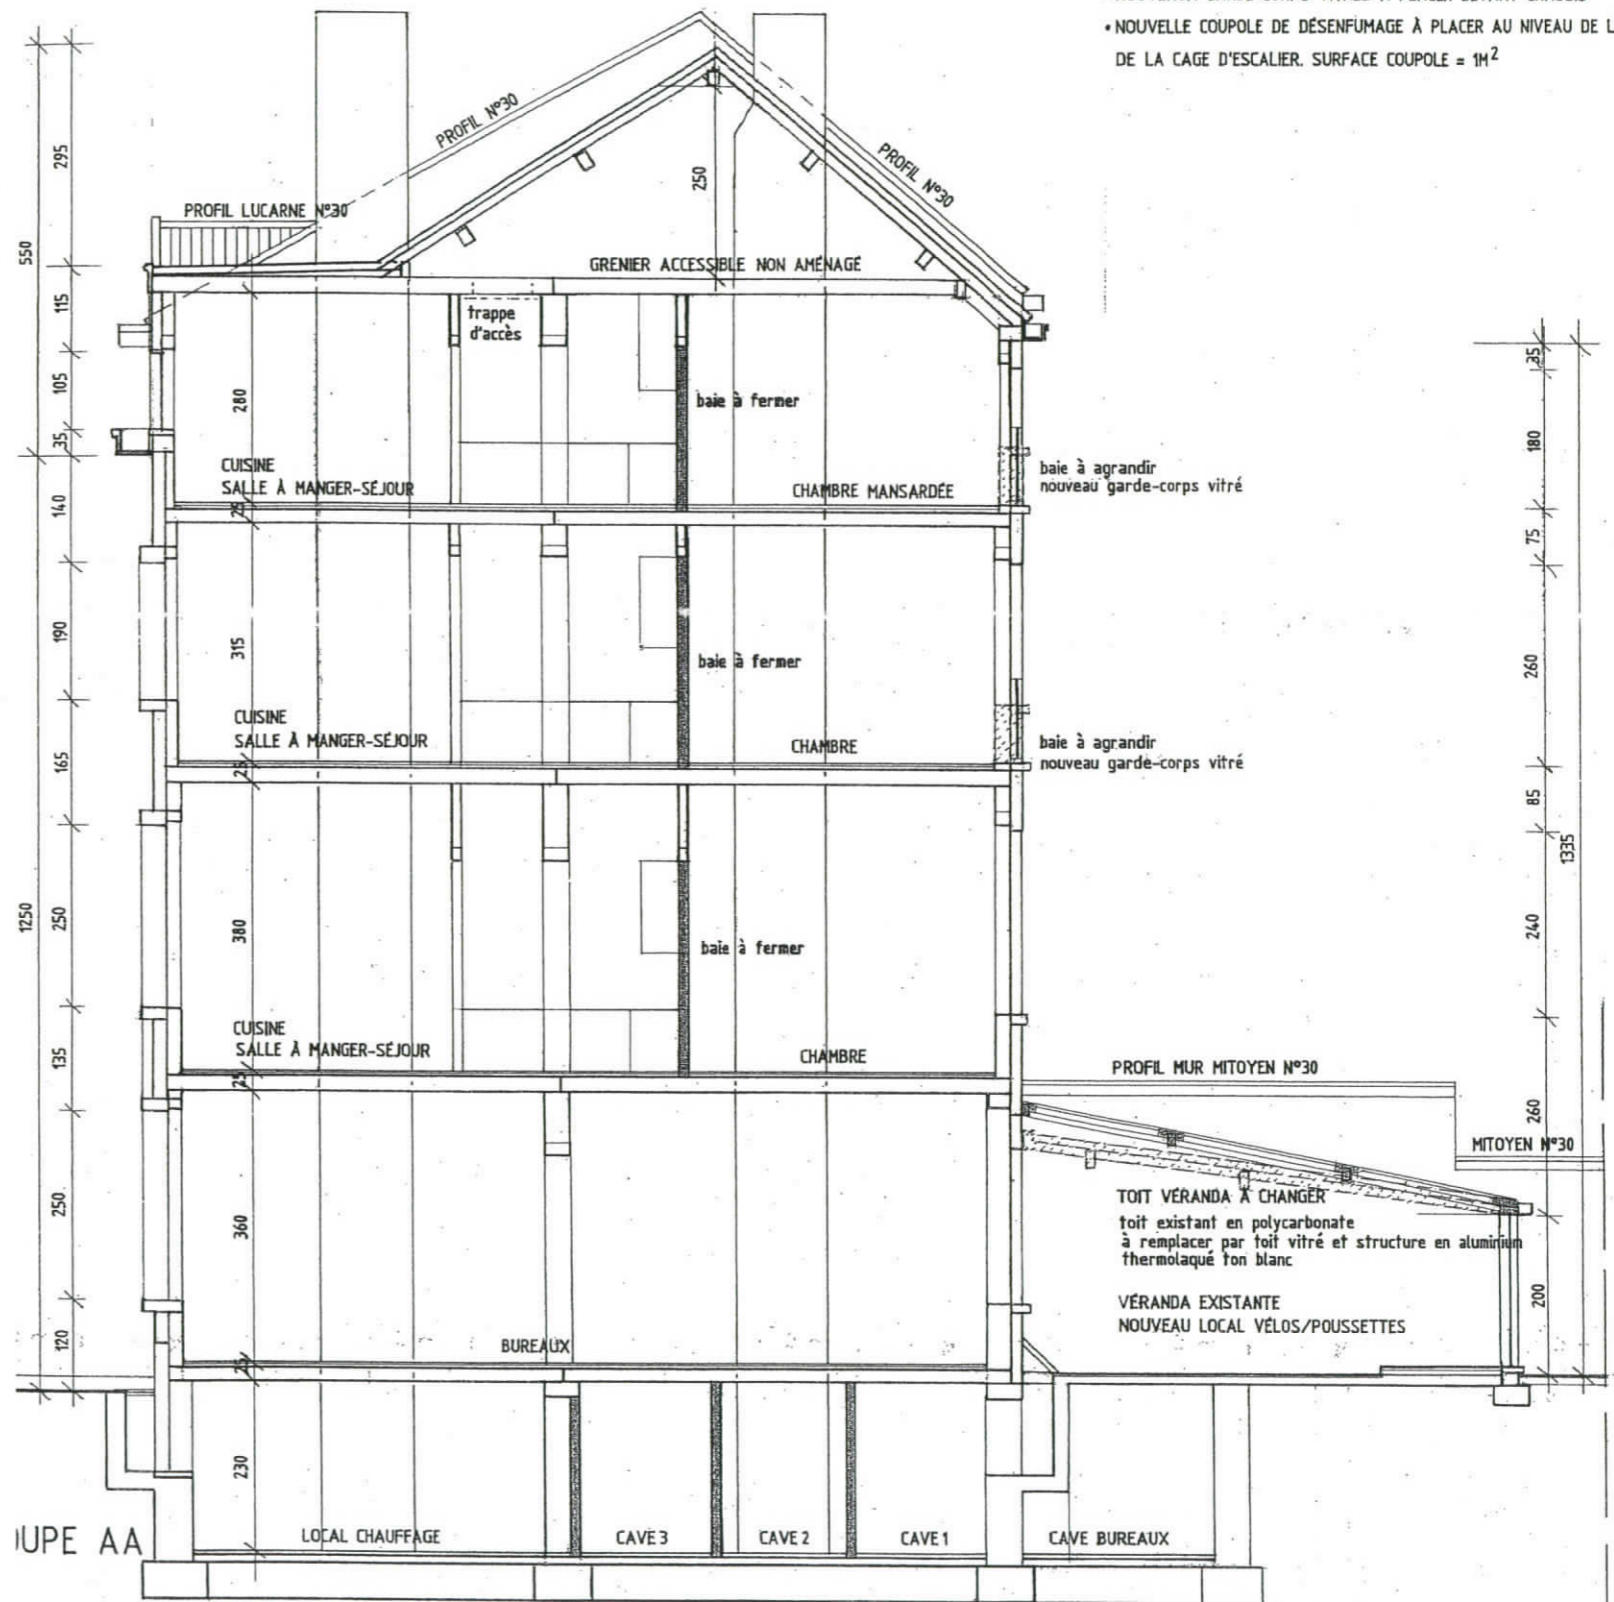 • NOUVELLE COUPOLE DE DÉSENFUMAGE À PLACER AU NIVEAU DE L
DE LA CAGE D'ESCALIER. SURFACE COUPOLE = 1M²
PROFIL N°30
PROFIL N°30
PROFIL LUCARNE N°30
295
550
250
GRENIER ACCESSIBLE NON AMÉNAGÉ
115
trappe
d'accès
35
105
280
baie à fermer
180
35
CUISINE
SALLE À MANGER-SÉJOUR
CHAMBRE MANSARDÉE
baie à agrandir
nouveau garde-corps vitré
140
25
75
190
315
baie à fermer
260
CUISINE
SALLE À MANGER-SÉJOUR
CHAMBRE
baie à agrandir
nouveau garde-corps vitré
165
25
85
1335
1250
250
380
baie à fermer
240
CUISINE
SALLE À MANGER-SÉJOUR
CHAMBRE
135
25
PROFIL MUR MITOYEN N°30
260
MITOYEN N°30
250
360
TOIT VÉRANDA À CHANGER
toit existant en polycarbonate
à remplacer par toit vitré et structure en aluminium
thermolaqué ton blanc
200
VÉRANDA EXISTANTE
NOUVEAU LOCAL VÉLOS/POUSSETTES
120
BUREAUX
25
230
LOCAL CHAUFFAGE
CAVE 3
CAVE 2
CAVE 1
CAVE BUREAUX
UPE AA